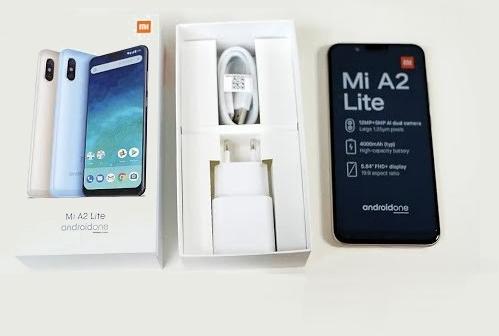 mi
Mi A2 Lite
androidone
mi
Mi A2
Lite
12MP+5MP AI dual camera
Large 1.25μm pixels
4000mAh (typ)
High-capacity battery
5.84" FHD+ display
19:9 aspect ratio
androidone